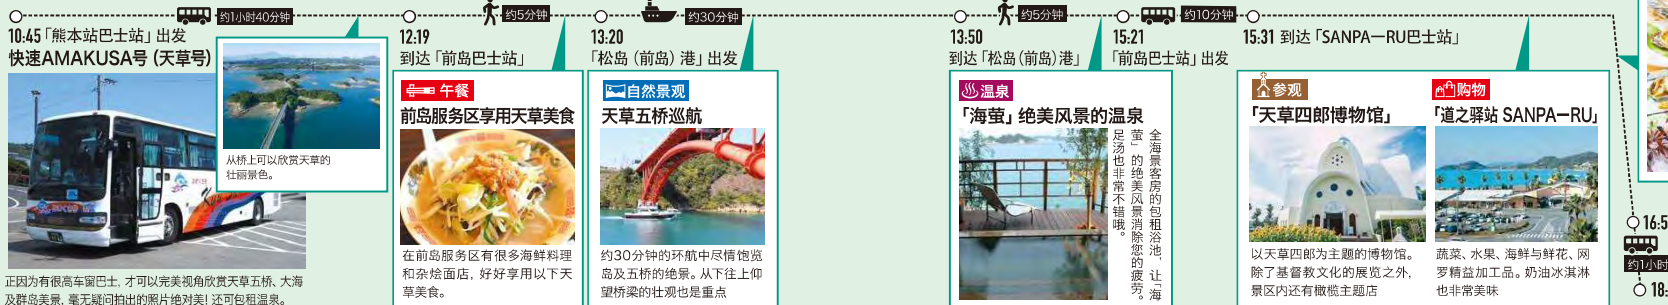 约1小时40分钟
10:45「熊本站巴士站」出发
快速AMAKUSA号（天草号）
从桥上可以欣赏天草的
壮丽景色。
正因为有很高车窗巴士，才可以完美视角欣赏天草五桥、大海
及群岛美景，毫无疑问拍出的照片绝对美！还可包租温泉。
12:19
到达「前岛巴士站」
午餐
前岛服务区享用天草美食
在前岛服务区有很多海鲜料理
和杂烩面店，好好享用以下天
草美食。
约5分钟
13:20
「松岛（前岛）港」出发
自然景观
天草五桥巡航
约30分钟的环航中尽情饱览
岛及五桥的绝景。从下往上仰
望桥梁的壮观也是重点
约30分钟
13:50
到达「松岛（前岛）港」
温泉
「海萤」绝美风景的温泉
全海景客房的包租浴池，让「海
萤」的绝美风景消除您的疲劳。
足汤也非常不错哦。
约5分钟
15:21
「前岛巴士站」出发
约10分钟
15:31 到达「SANPAーRU巴士站」
参观
「天草四郎博物馆」
以天草四郎为主题的博物馆。
除了基督教文化的展览之外，
景区内还有橄榄主题店
购物
「道之驿站 SANPAーRU」
蔬菜、水果、海鲜与鲜花、网
罗精益加工品。奶油冰淇淋
也非常美味
16:5
约1小时
18: